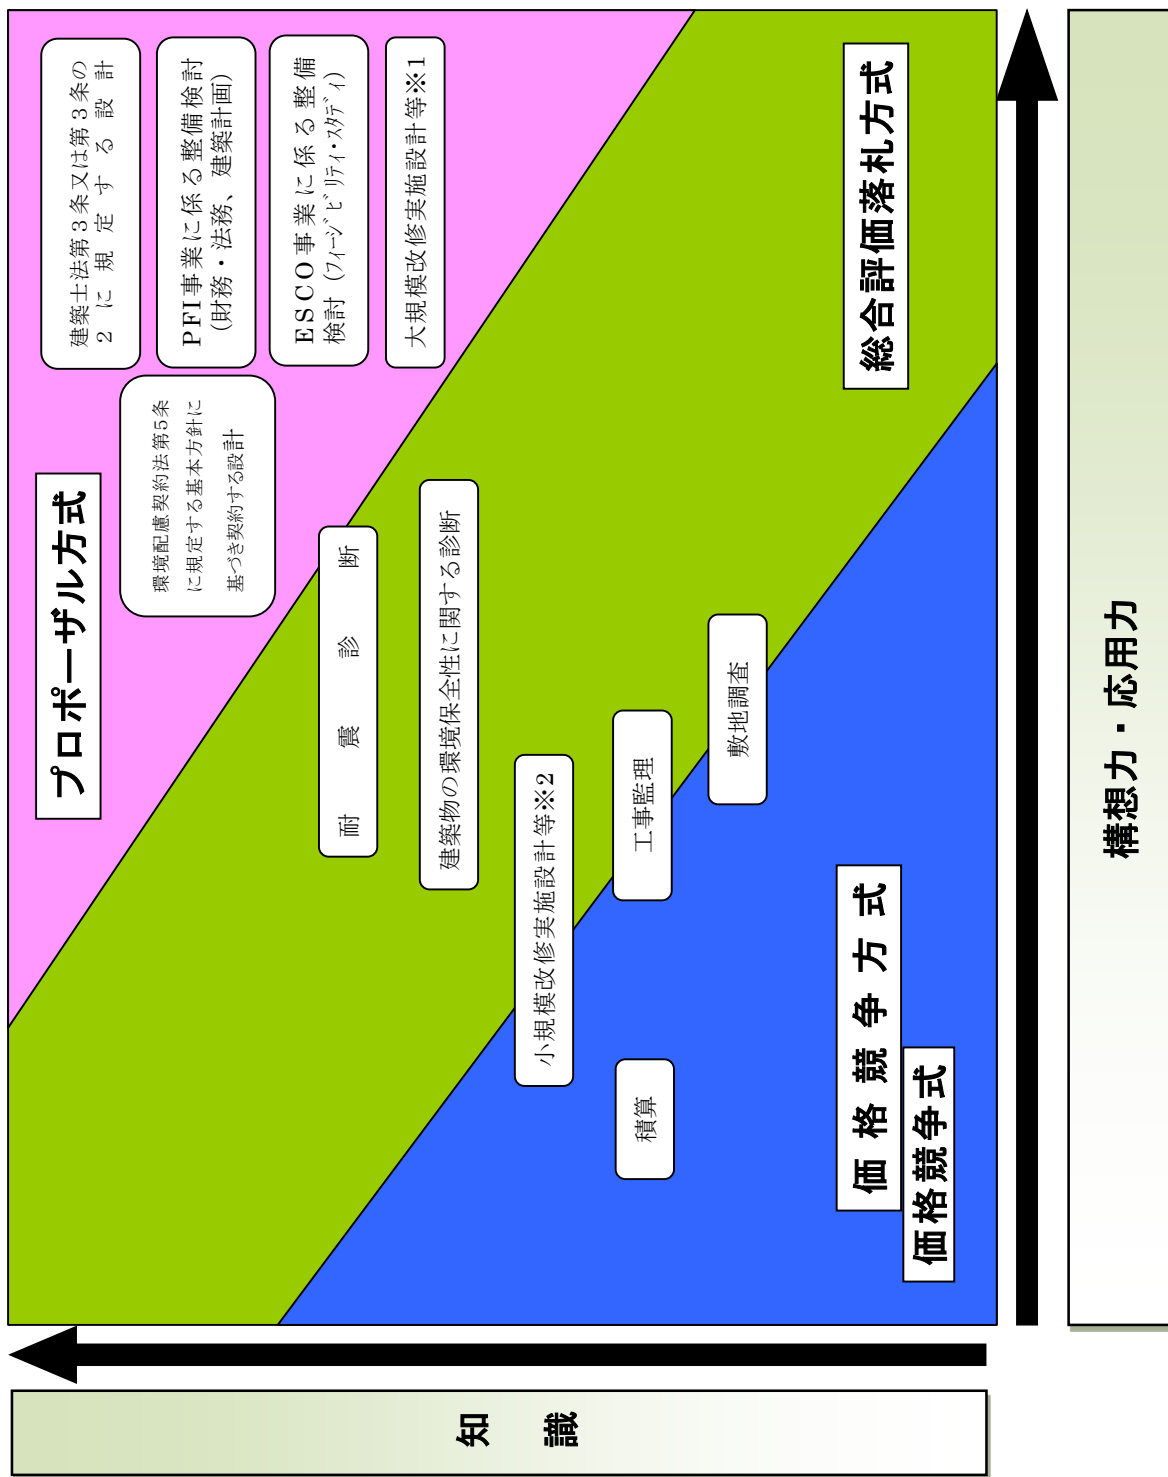 プロポーザル方式
建築士法第3条又は第3条の
2に規定する設計
PFI事業に係る整備検討
(財務・法務、建築計画)
ESCO事業に係る整備
検討(フィージビリティ・スタディ)
大規模改修実施設計等※1
環境配慮契約法第5条
に規定する基本方針に
基づき契約する設計
耐震診断
建築物の環境保全性に関する診断
小規模改修実施設計等※2
工事監理
敷地調査
積算
総合評価落札方式
価格競争方式
価格競争式
知識
構想力・応用力